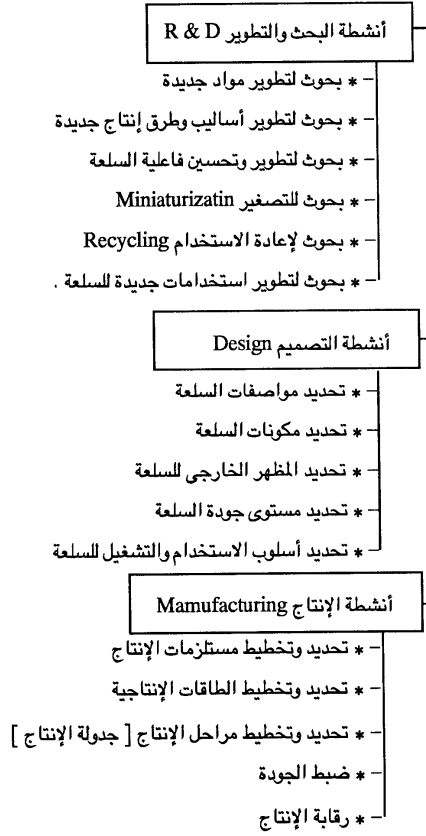 أنشطة البحث والتطوير R & D
* بحوث لتطوير مواد جديدة
* بحوث لتطوير أساليب وطرق إنتاج جديدة
* بحوث لتطوير وتحسين فاعلية السلعة
* بحوث للتصغير Miniaturizatin
* بحوث لإعادة الاستخدام Recycling
* بحوث لتطوير استخدامات جديدة للسلعة .
أنشطة التصميم Design
* تحديد مواصفات السلعة
* تحديد مكونات السلعة
* تحديد المظهر الخارجى للسلعة
* تحديد مستوى جودة السلعة
* تحديد أسلوب الاستخدام والتشغيل للسلعة
أنشطة الإنتاج Mamufacturing
* تحديد وتخطيط مستلزمات الإنتاج
* تحديد وتخطيط الطاقات الإنتاجية
* تحديد وتخطيط مراحل الإنتاج [ جدولة الإنتاج ]
* ضبط الجودة
* رقابة الإنتاج